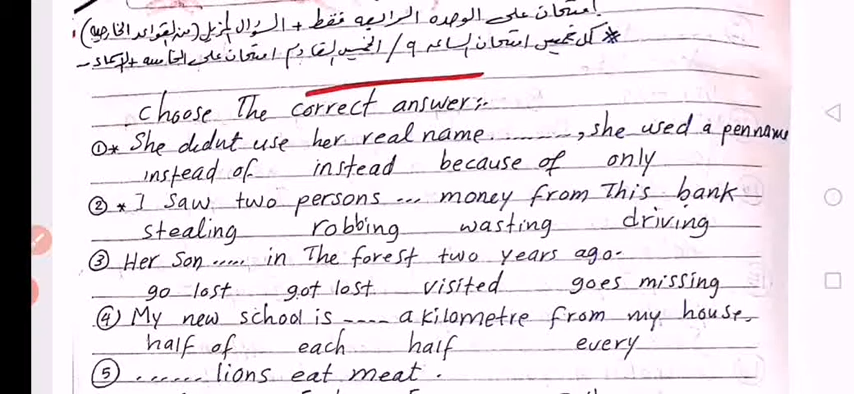 امتحان على الوحدة الرابعة فقط + السؤال المزيل (من القواعد الخارجية)
* كل خميس امتحان الساعة ٩ / الخميس القادم امتحان على الخامسة +
choose The correct answer:-
①* She didn't use her real name. ........., she used a penname
instead of instead because of only
② * I saw two persons ... money from This bank
stealing robbing wasting driving
③ Her son ..... in The forest two years ago.
go lost got lost visited goes missing
④ My new school is .... a kilometre from my house.
half of each half every
⑤ ....... lions eat meat.